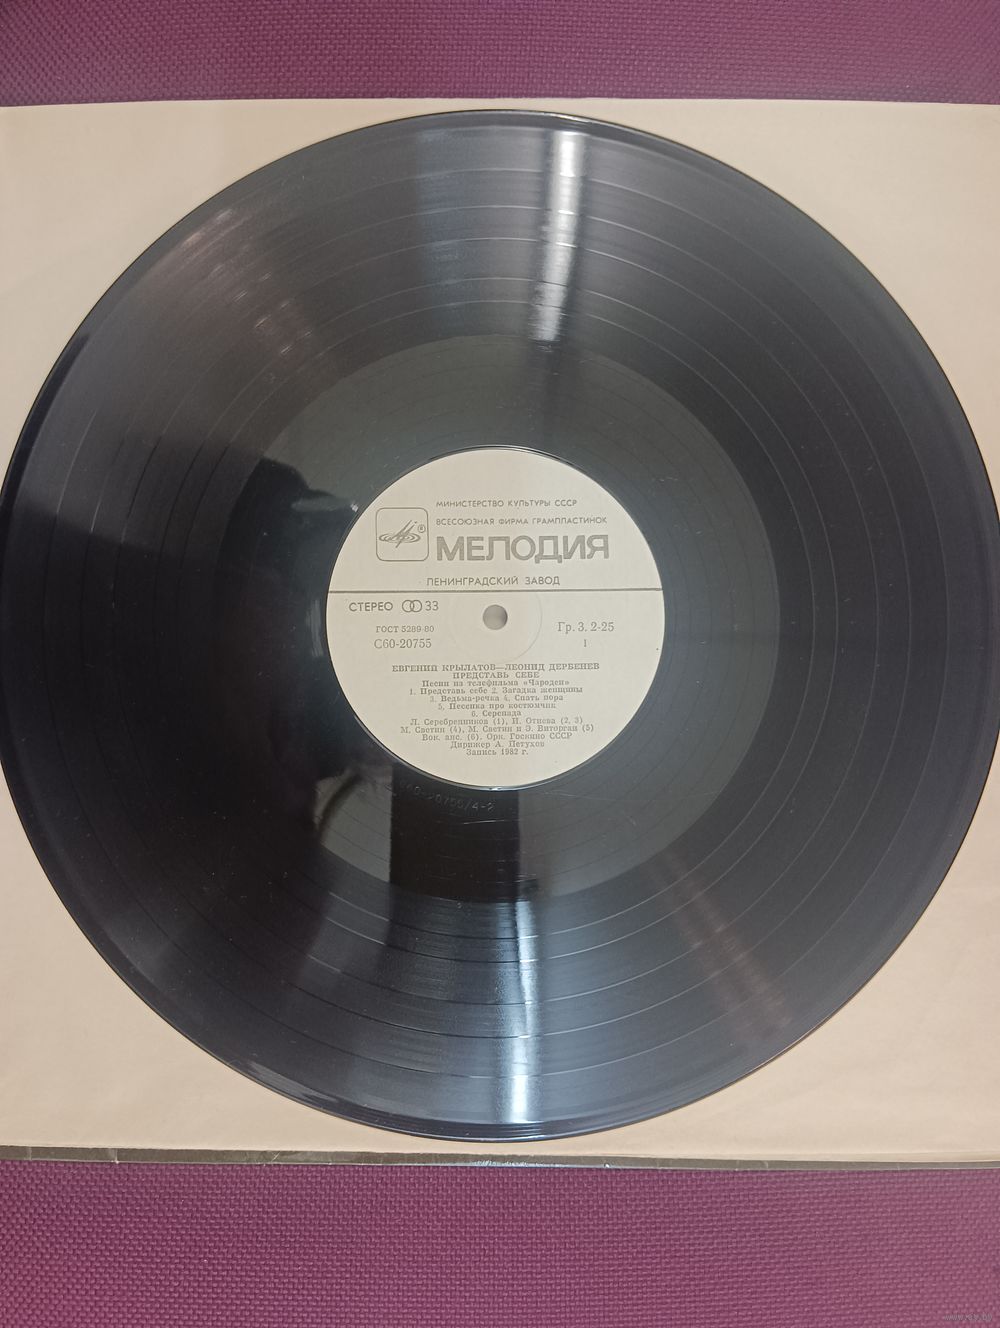 МИНИСТЕРСТВО КУЛЬТУРЫ СССР
ВСЕСОЮЗНАЯ ФИРМА ГРАМПЛАСТИНОК
МЕЛОДИЯ
ЛЕНИНГРАДСКИЙ ЗАВОД
СТЕРЕО 33
ГОСТ 5289-80
С60-20755
Гр. 3. 2-25
1
ЕВГЕНИЙ КРЫЛАТОВ—ЛЕОНИД ДЕРБЕНЕВ
ПРЕДСТАВЬ СЕБЕ
Песни из телефильма «Чародеи»
1. Представь себе 2. Загадка женщины
3. Ведьма-речка 4. Спать пора
5. Песенка про костюмчик
6. Серенада
Л. Серебренников (1), И. Отиева (2, 3)
М. Светин (4), М. Светин и Э. Виторган (5)
Вок. анс. (6). Орк. Госкино СССР
Дирижер А. Петухов
Запись 1982 г.
-20755/4-2